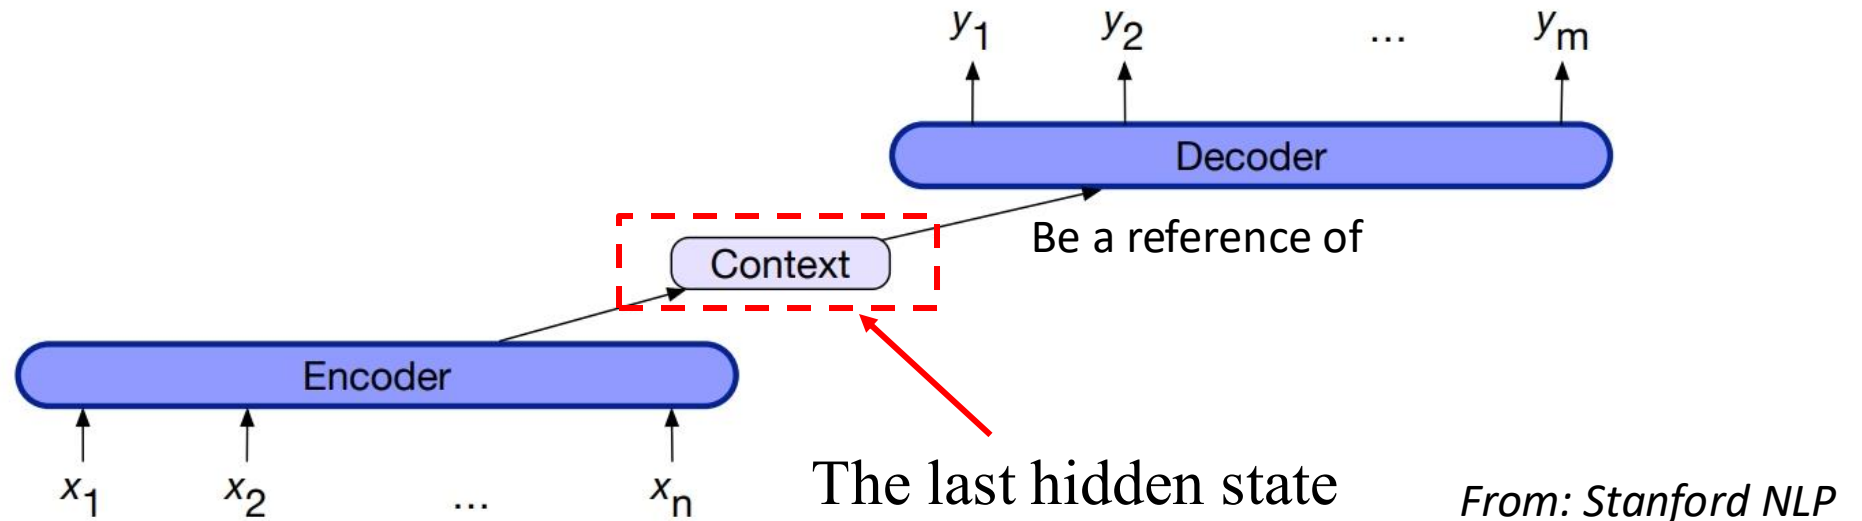 y1 y2 ... ym
Decoder
Be a reference of
Context
Encoder
x1 x2 ... xn
The last hidden state
From: Stanford NLP